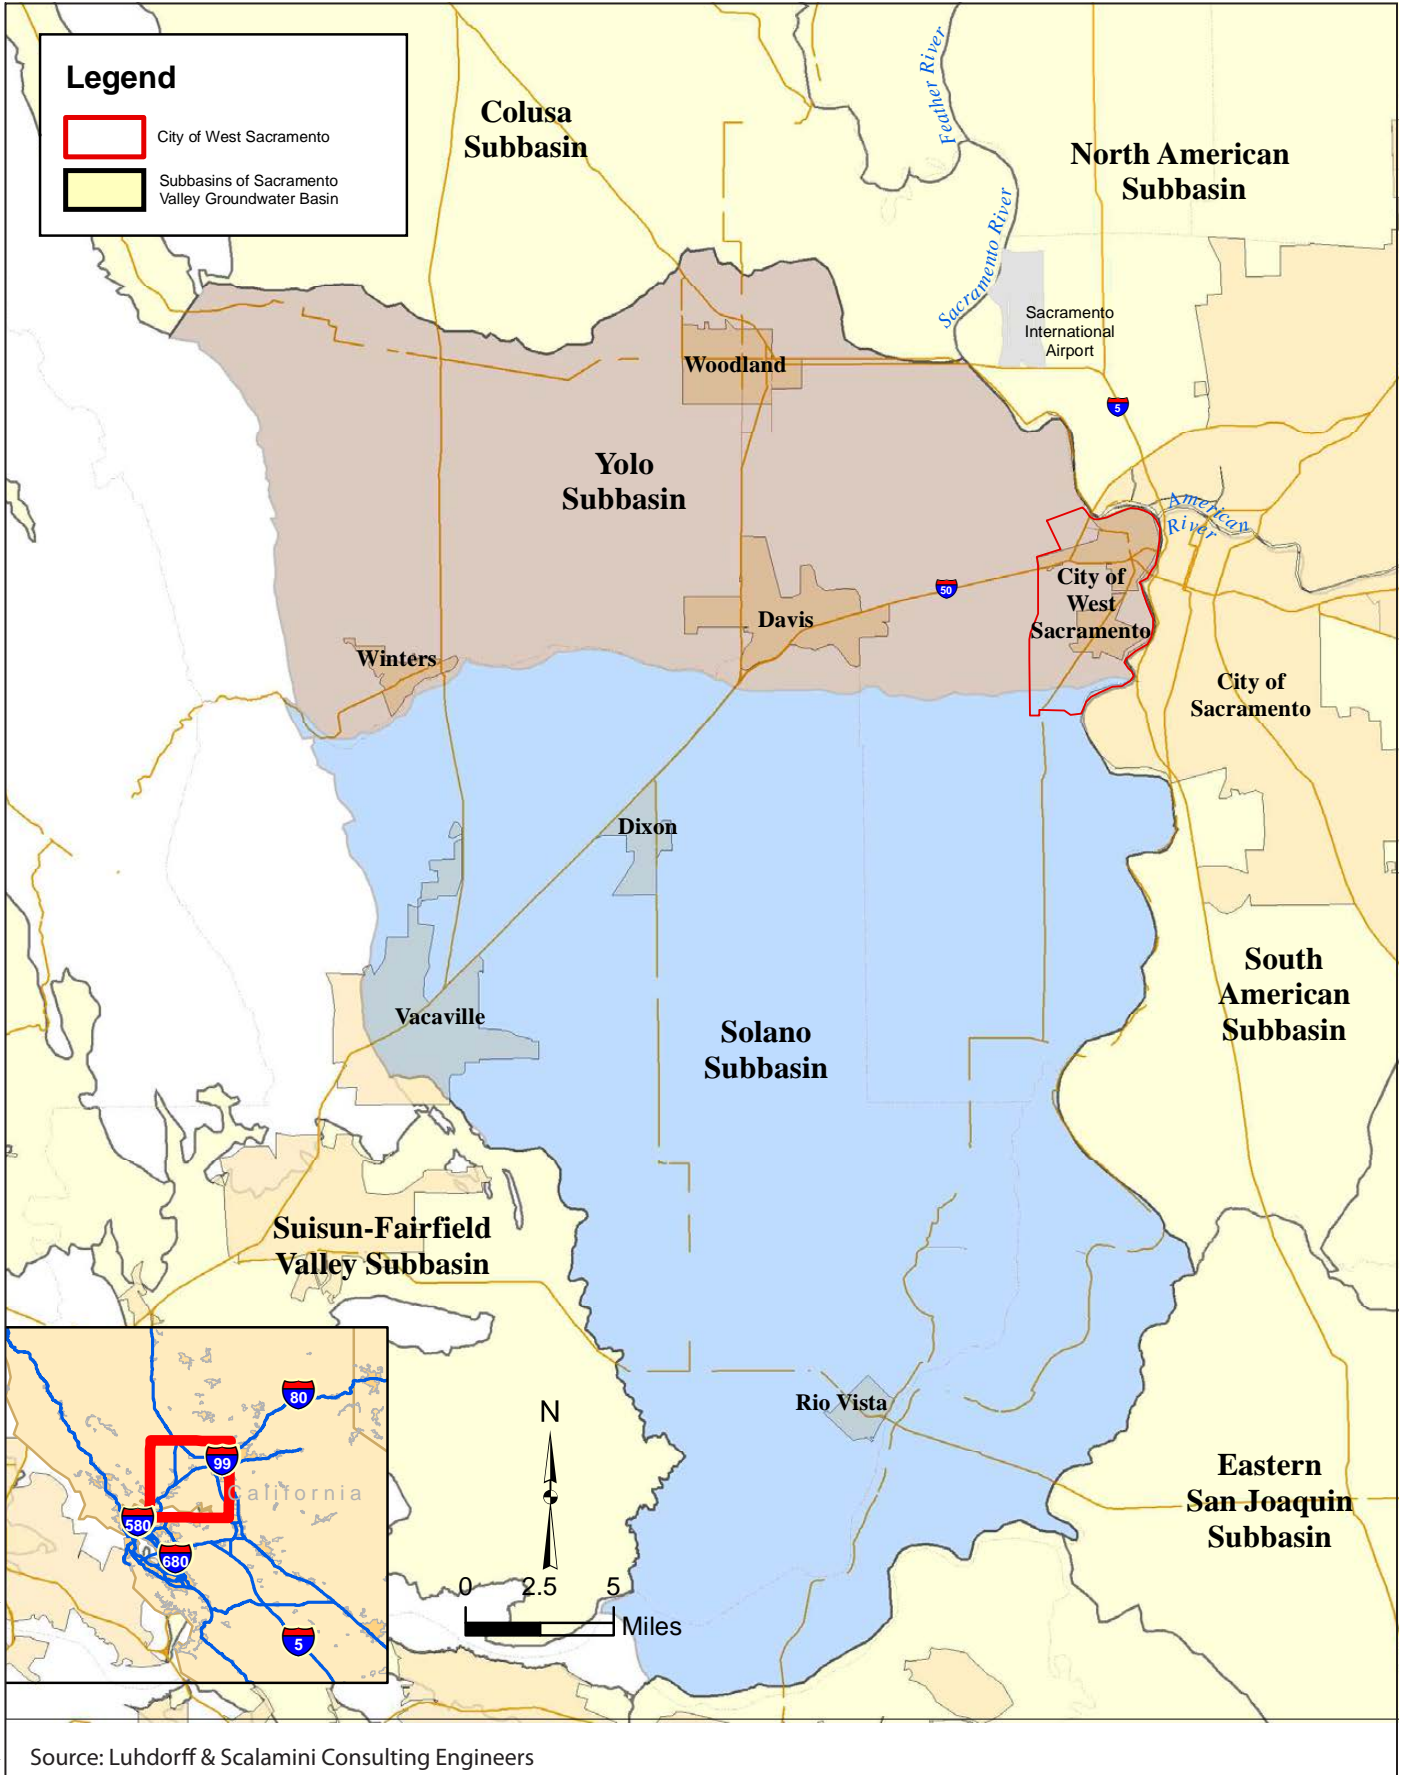 Legend
City of West Sacramento
Subbasins of Sacramento
Valley Groundwater Basin
Colusa
Subbasin
Feather River
North American
Subbasin
Sacramento River
Sacramento
International
Airport
Woodland
5
Yolo
Subbasin
American
River
50
City of
West
Sacramento
Davis
Winters
City of
Sacramento
Dixon
Vacaville
South
American
Subbasin
Solano
Subbasin
Suisun-Fairfield
Valley Subbasin
Rio Vista
Eastern
San Joaquin
Subbasin
80
99
California
580
680
5
N
0 2.5 5
Miles
Source: Luhdorff & Scalamini Consulting Engineers